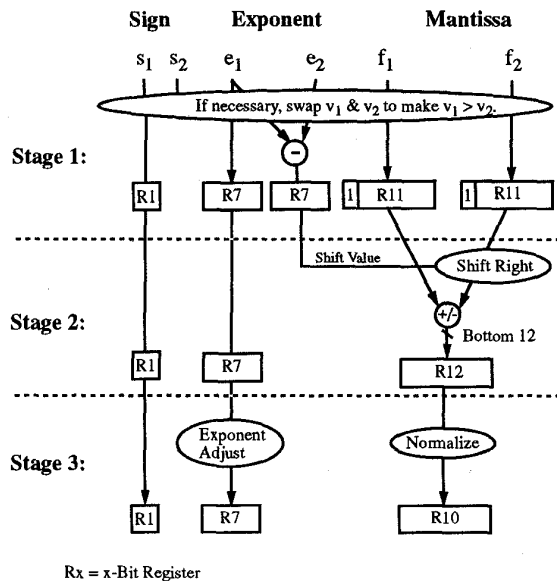 Sign Exponent Mantissa
s1 s2 e1 e2 f1 f2
If necessary, swap v1 & v2 to make v1 > v2.
Stage 1:
-
R1 R7 R7 1 R11 1 R11
Shift Value Shift Right
Stage 2:
+/-
Bottom 12
R1 R7 R12
Stage 3:
Exponent
Adjust
Normalize
R1 R7 R10
Rx = x-Bit Register